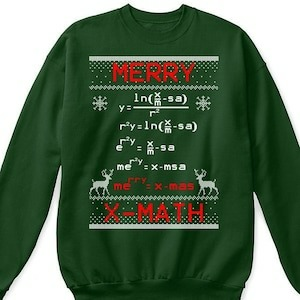 MERRY
y=ln(x/m-sa)/r²
r²y=ln(x/m-sa)
e^r²y=x/m-sa
me^r²y=x-msa
me^rry=x-mas
X-MATH